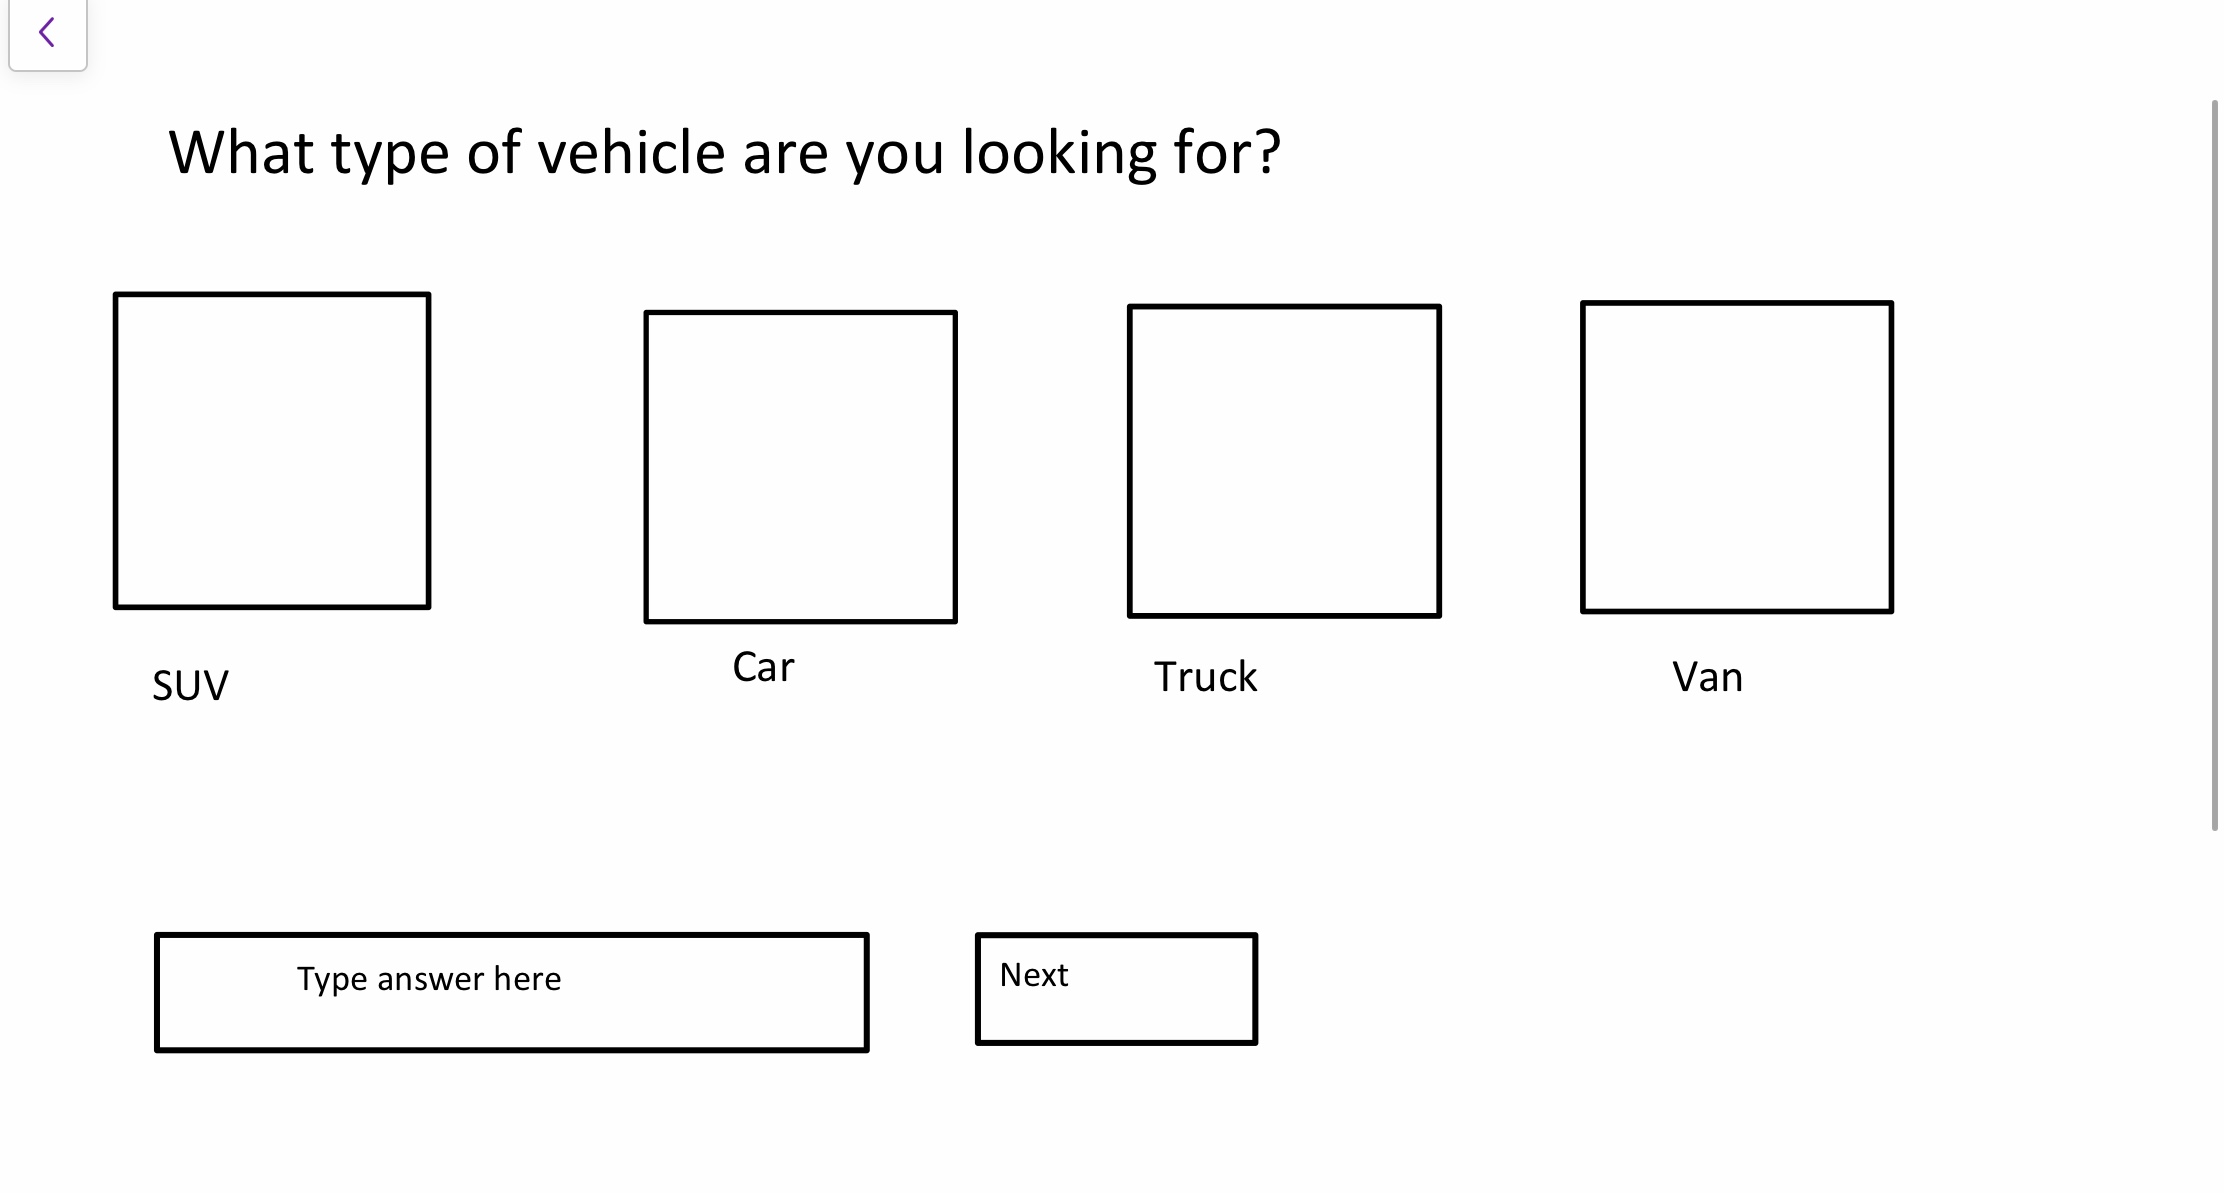 What type of vehicle are you looking for?
SUV
Car
Truck
Van
Type answer here
Next